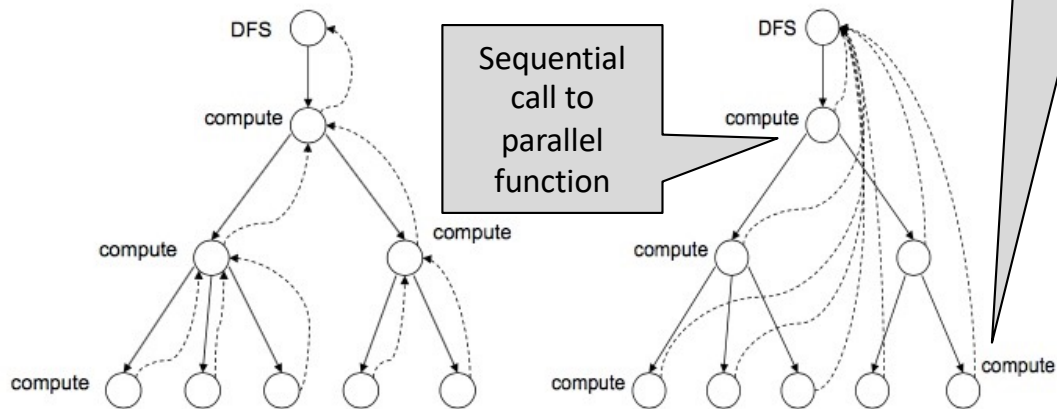 DFS
compute
compute
compute
compute
Sequential
call to
parallel
function
DFS
compute
compute
compute
compute